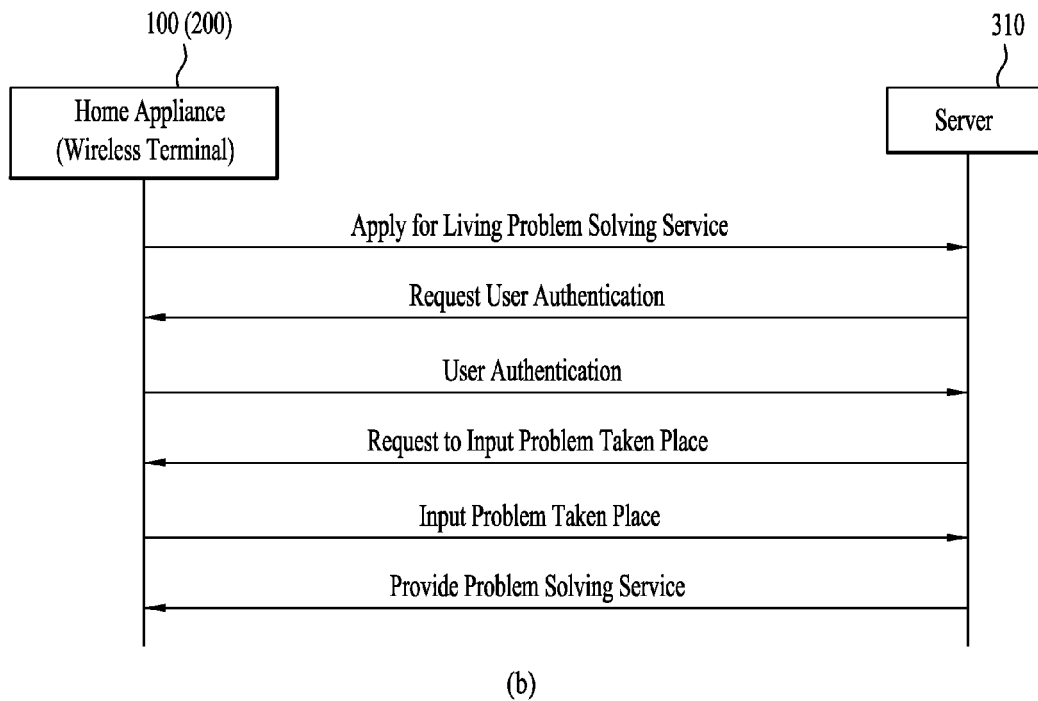 100 (200)
310
Home Appliance
(Wireless Terminal)
Server
Apply for Living Problem Solving Service
Request User Authentication
User Authentication
Request to Input Problem Taken Place
Input Problem Taken Place
Provide Problem Solving Service
(b)